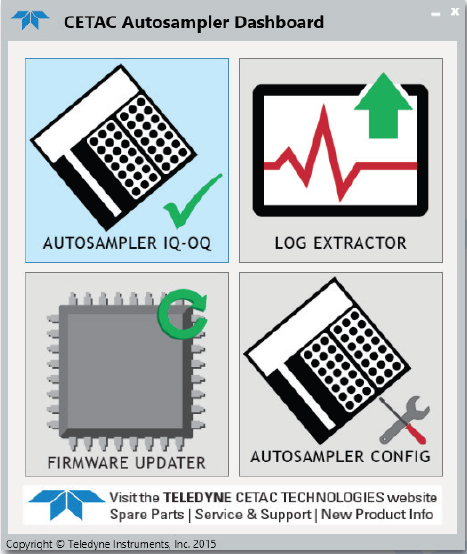 CETAC Autosampler Dashboard
AUTOSAMPLER IQ-OQ
LOG EXTRACTOR
FIRMWARE UPDATER
AUTOSAMPLER CONFIG
Visit the TELEDYNE CETAC TECHNOLOGIES website
Spare Parts | Service & Support | New Product Info
Copyright © Teledyne Instruments, Inc. 2015